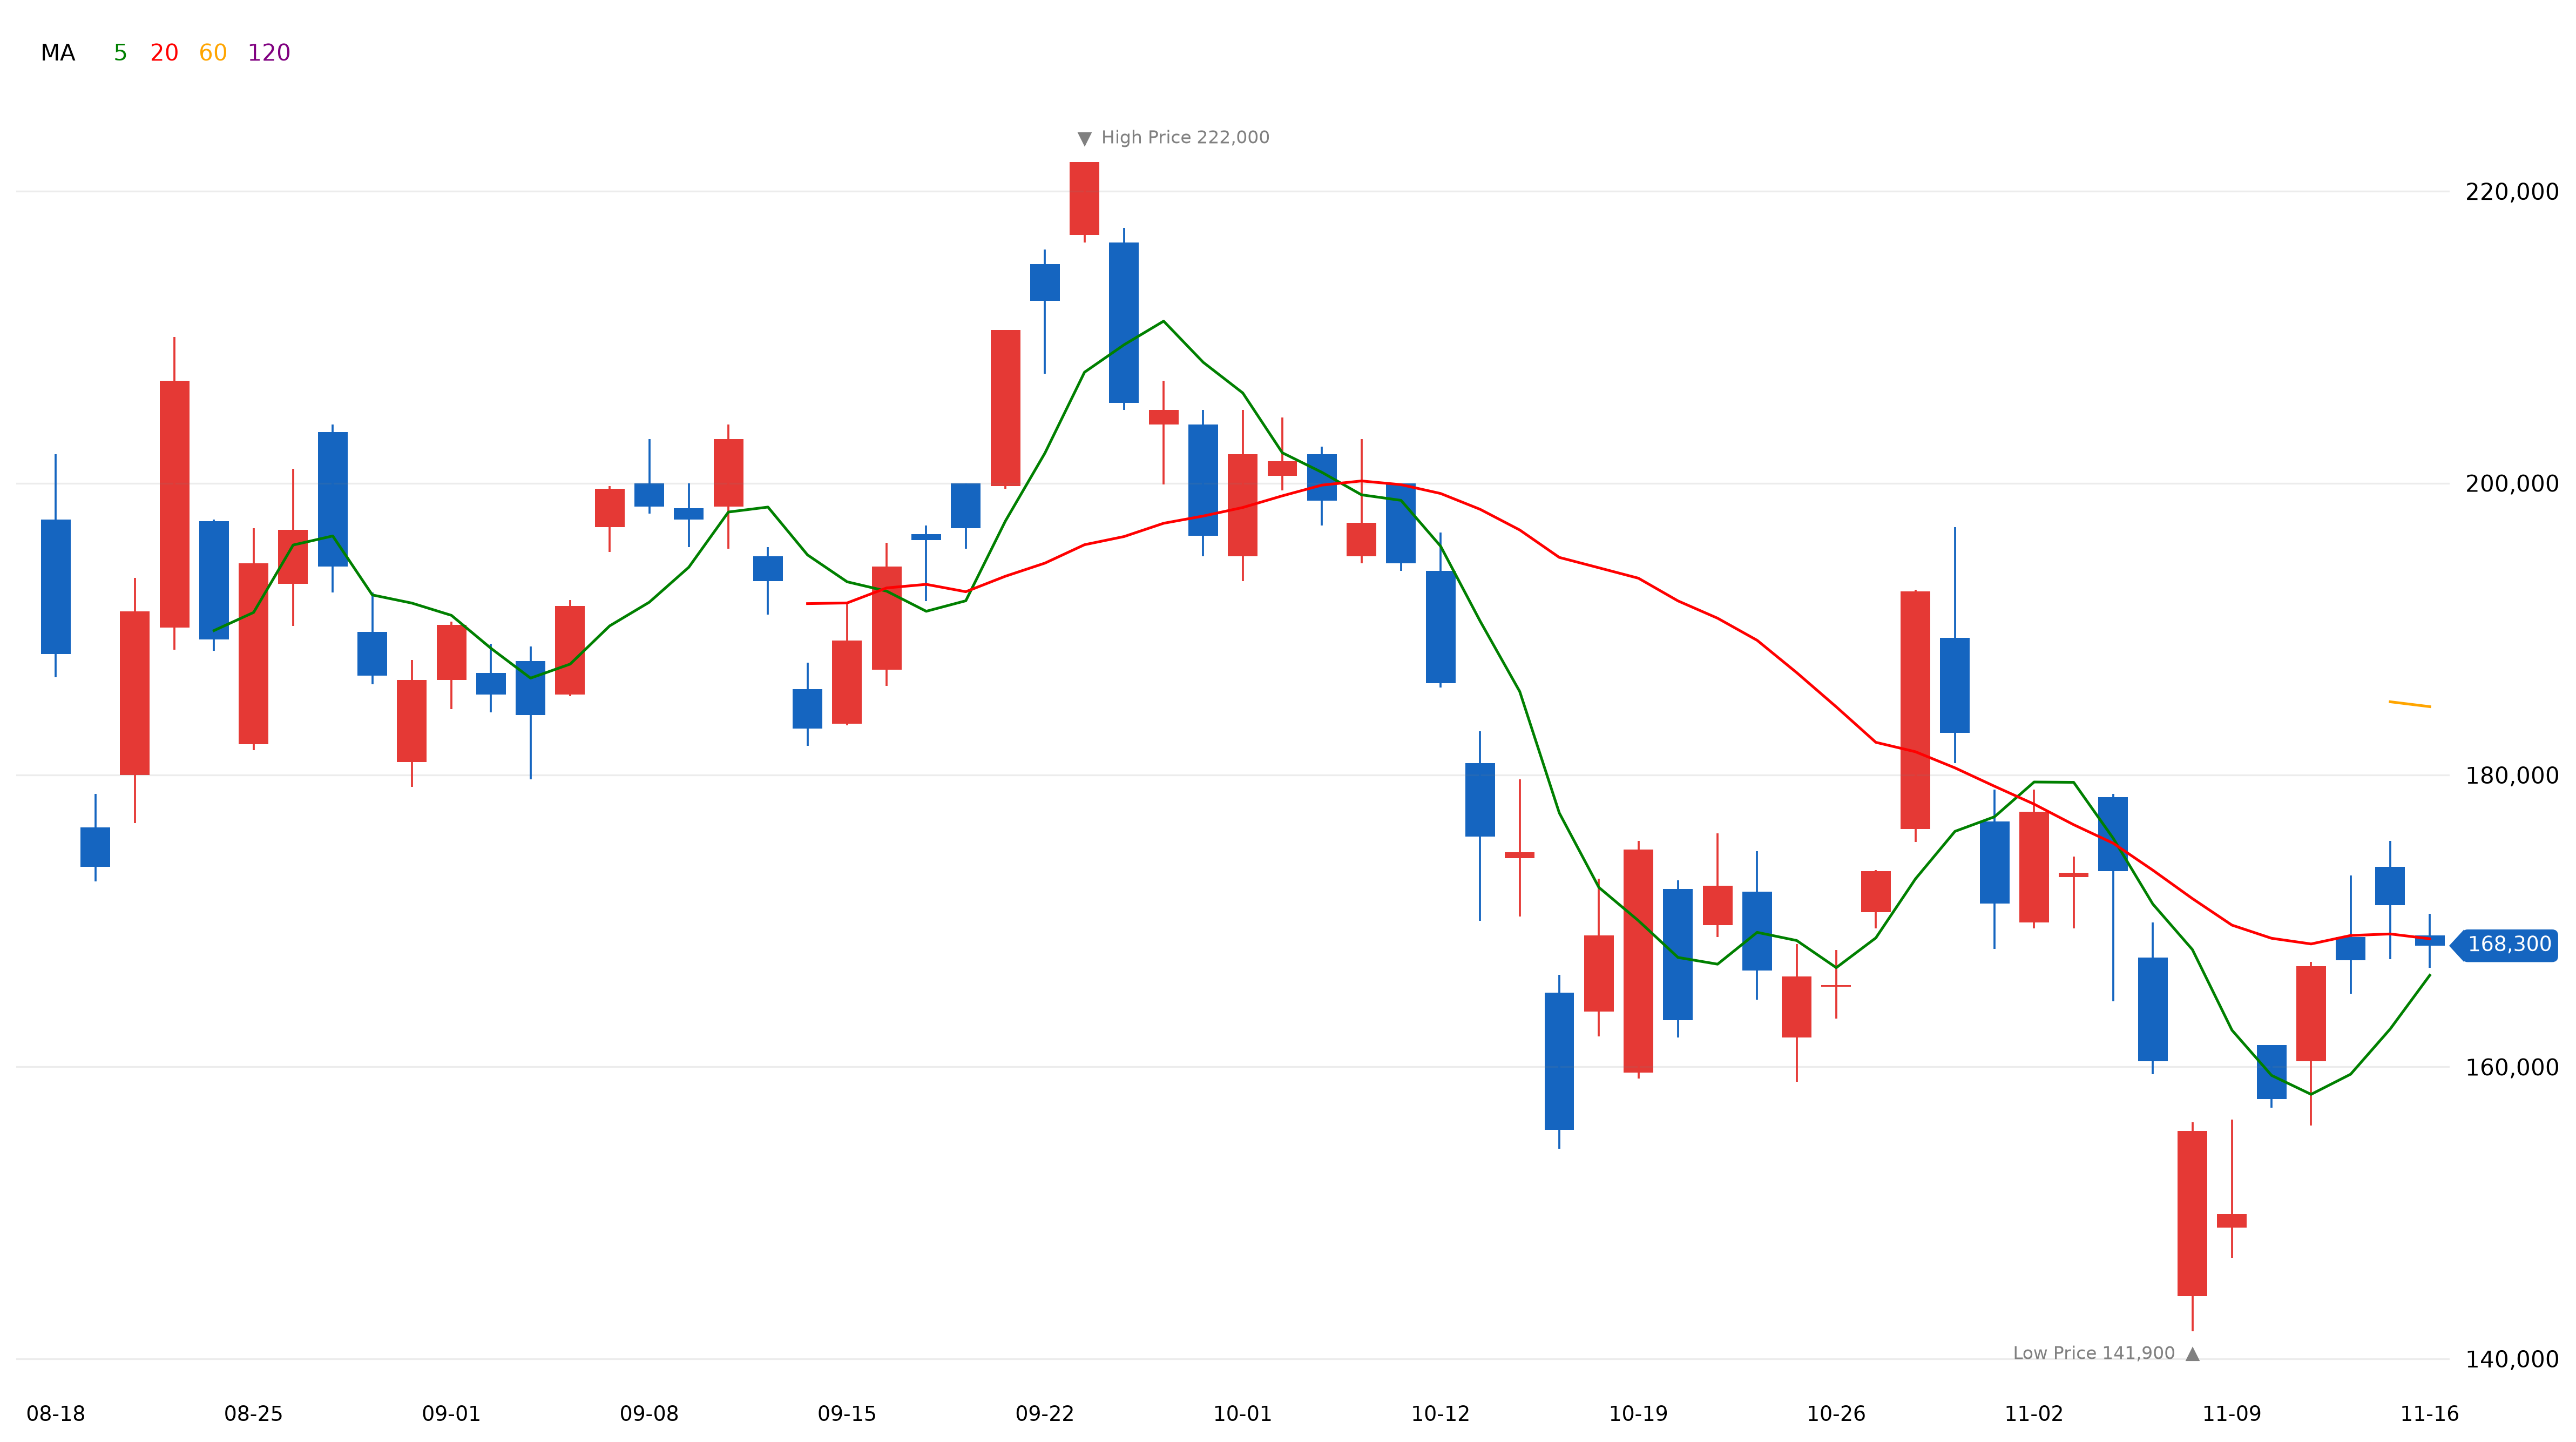 MA 5 20 60 120
▼ High Price 222,000
220,000
200,000
180,000
168,300
160,000
Low Price 141,900 ▲
140,000
08-18 08-25 09-01 09-08 09-15 09-22 10-01 10-12 10-19 10-26 11-02 11-09 11-16